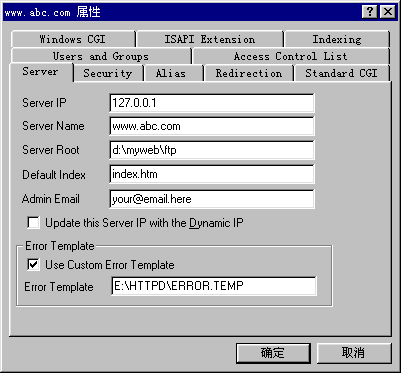 www.abc.com 属性
Windows CGI ISAPI Extension Indexing
Users and Groups Access Control List
Server Security Alias Redirection Standard CGI
Server IP 127.0.0.1
Server Name www.abc.com
Server Root d:\myweb\ftp
Default Index index.htm
Admin Email your@email.here
Update this Server IP with the Dynamic IP
Error Template
Use Custom Error Template
Error Template E:\HTTPD\ERROR.TEMP
确定 取消